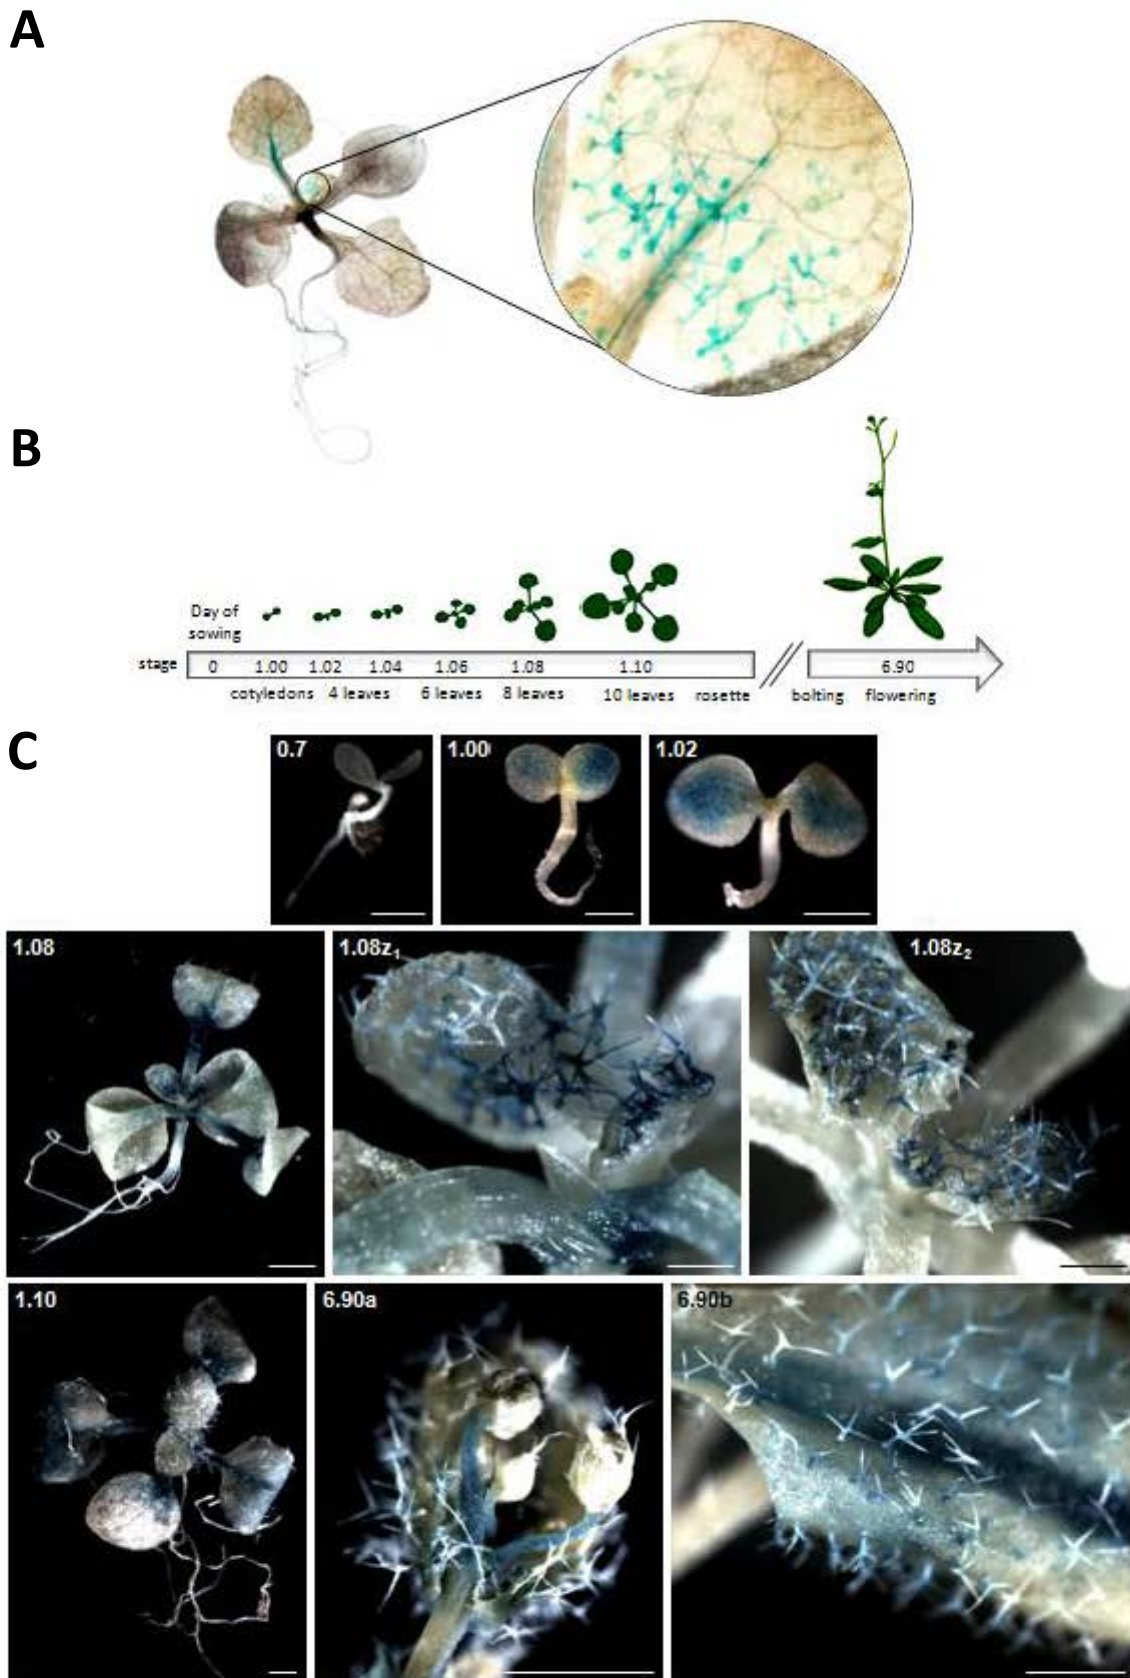 A
B
Day of
sowing
stage 0 1.00 1.02 1.04 1.06 1.08 1.10 6.90
cotyledons 4 leaves 6 leaves 8 leaves 10 leaves rosette bolting flowering
C
0.7 1.00 1.02
1.08 1.08z₁ 1.08z₂
1.10 6.90a 6.90b